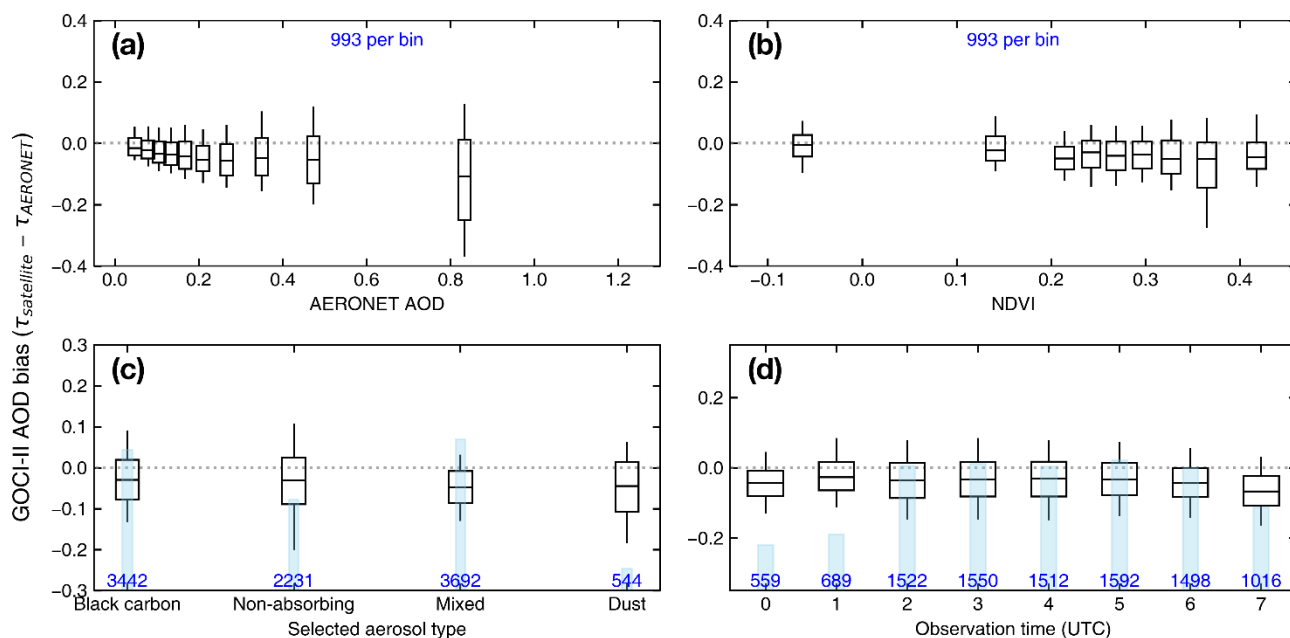 GOCI-II AOD bias (τsatellite − τAERONET)
(a)
993 per bin
0.4
0.2
0.0
−0.2
−0.4
0.0 0.2 0.4 0.6 0.8 1.0 1.2
AERONET AOD
(b)
993 per bin
0.4
0.2
0.0
−0.2
−0.4
−0.1 0.0 0.1 0.2 0.3 0.4
NDVI
(c)
0.3
0.2
0.1
0.0
−0.1
−0.2
−0.3
3442 2231 3692 544
Black carbon Non-absorbing Mixed Dust
Selected aerosol type
(d)
0.2
0.0
−0.2
559 689 1522 1550 1512 1592 1498 1016
0 1 2 3 4 5 6 7
Observation time (UTC)